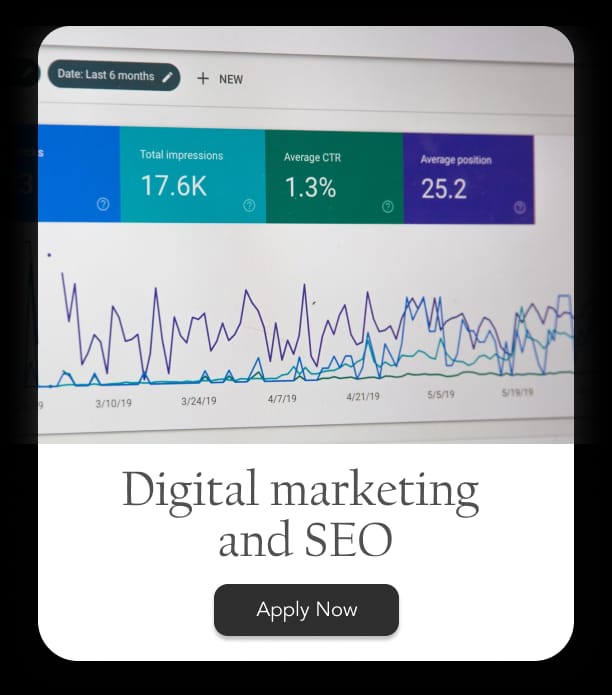 Date: Last 6 months
+ NEW
Total impressions
Average CTR
Average position
17.6K
1.3%
25.2
3/10/19
3/24/19
4/7/19
4/21/19
5/5/19
5/19/19
Digital marketing
and SEO
Apply Now